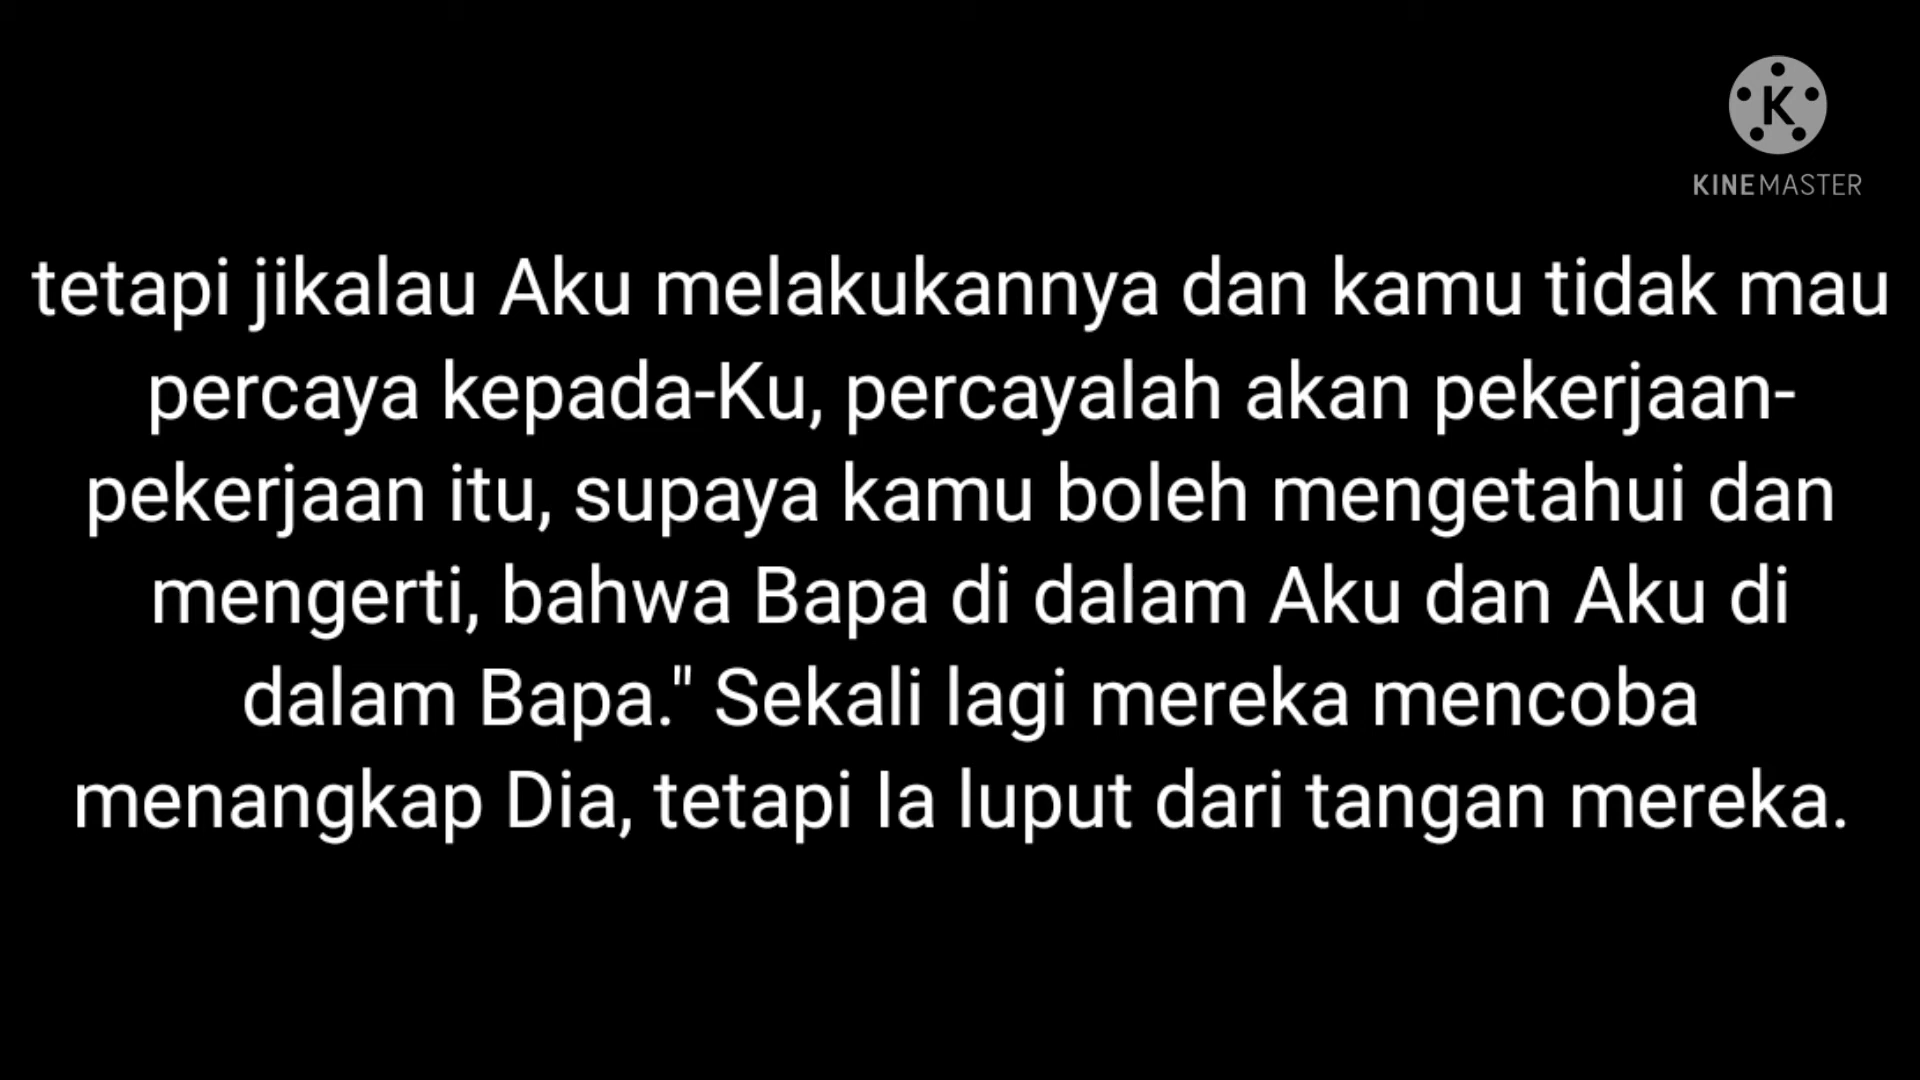 K
KINEMASTER
tetapi jikalau Aku melakukannya dan kamu tidak mau
percaya kepada-Ku, percayalah akan pekerjaan-
pekerjaan itu, supaya kamu boleh mengetahui dan
mengerti, bahwa Bapa di dalam Aku dan Aku di
dalam Bapa." Sekali lagi mereka mencoba
menangkap Dia, tetapi Ia luput dari tangan mereka.